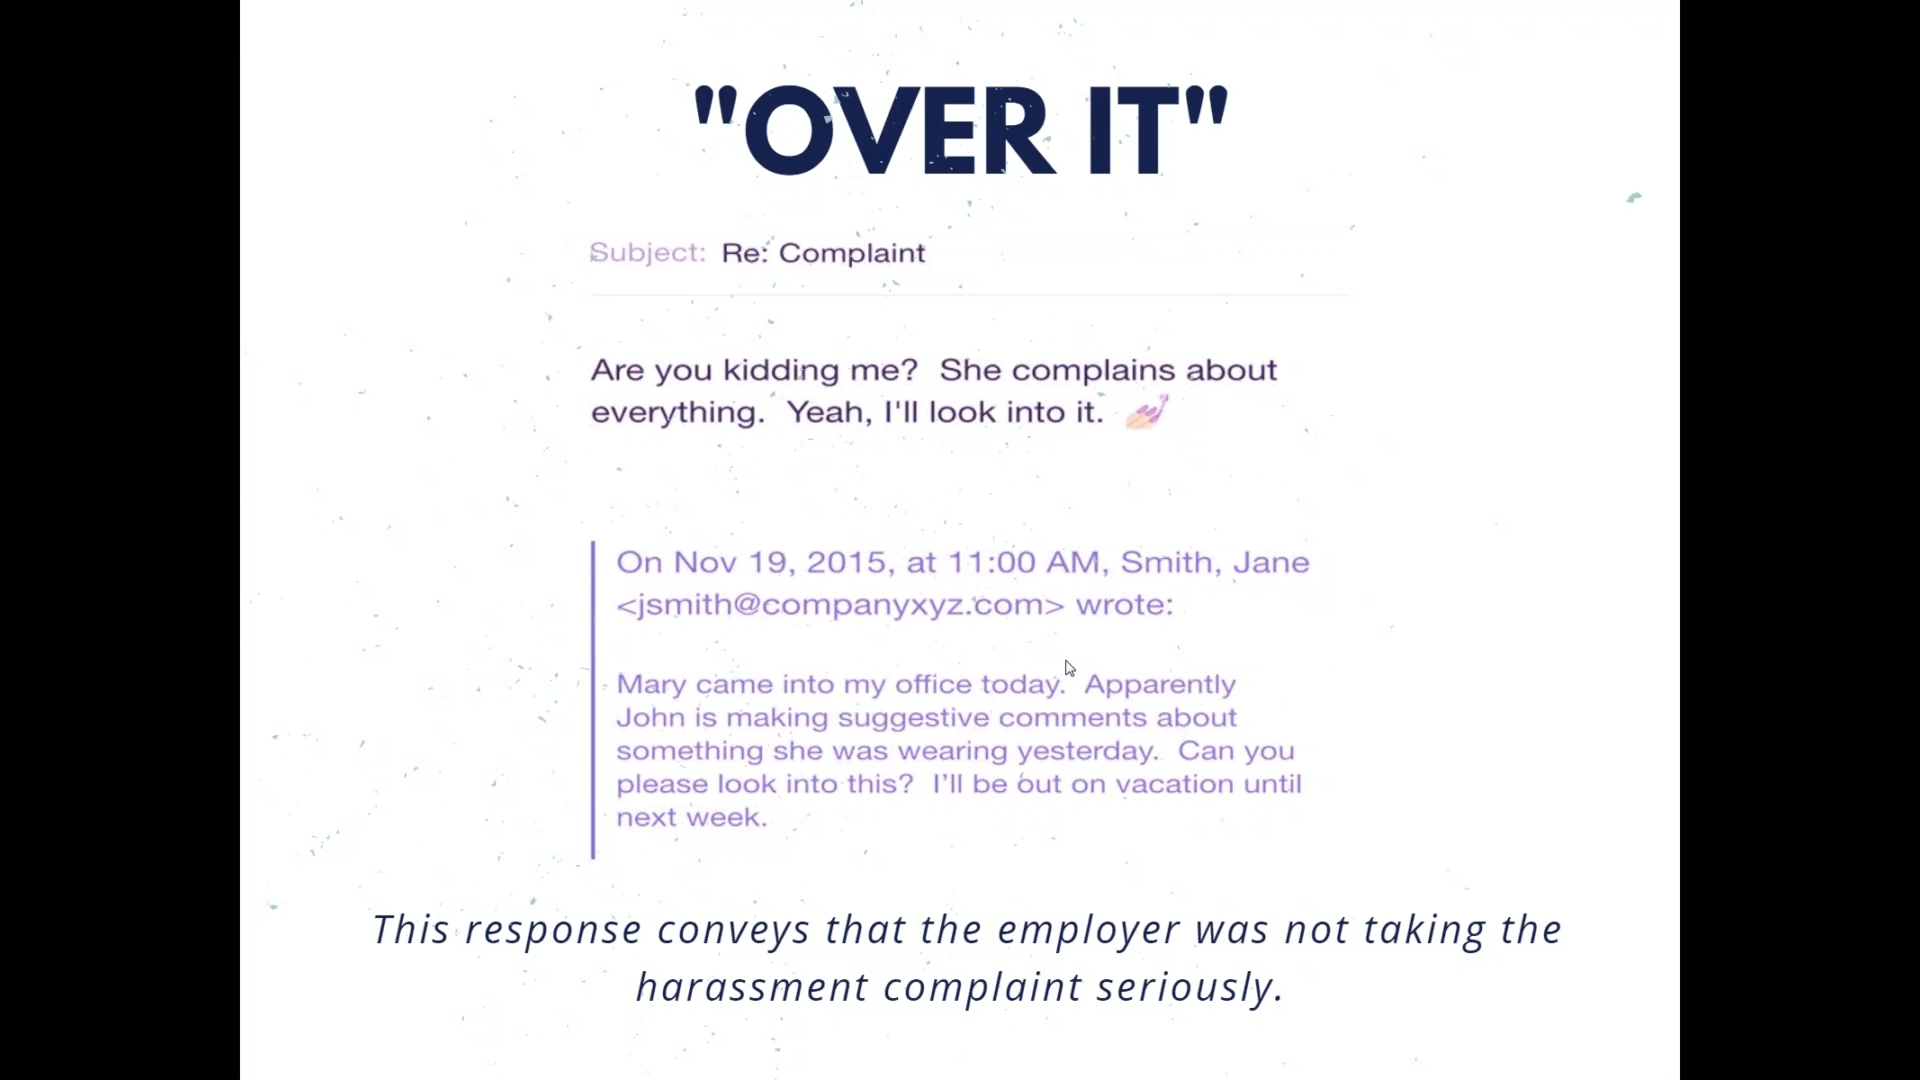 "OVER IT"
Subject: Re: Complaint
Are you kidding me?  She complains about
everything.  Yeah, I'll look into it. 💅
On Nov 19, 2015, at 11:00 AM, Smith, Jane
<jsmith@companyxyz.com> wrote:
Mary came into my office today.  Apparently
John is making suggestive comments about
something she was wearing yesterday.  Can you
please look into this?  I'll be out on vacation until
next week.
This response conveys that the employer was not taking the
harassment complaint seriously.